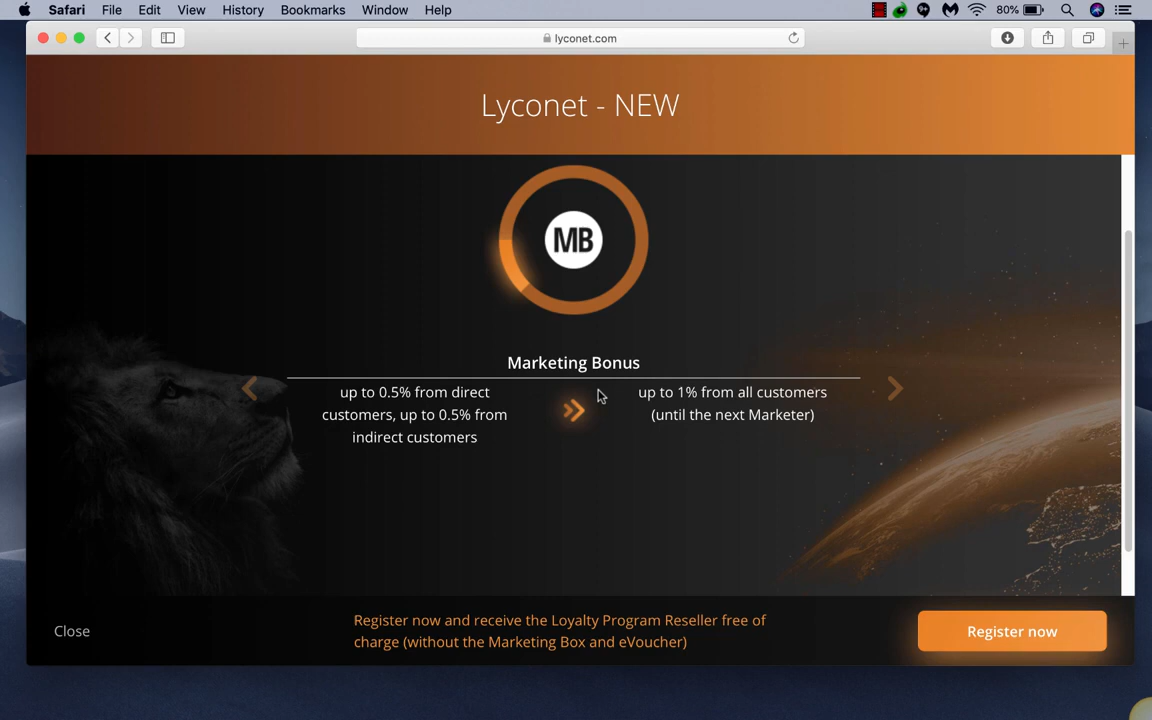 Safari File Edit View History Bookmarks Window Help 80%
lyconet.com
Lyconet - NEW
MB
Marketing Bonus
up to 0.5% from direct
customers, up to 0.5% from
indirect customers
up to 1% from all customers
(until the next Marketer)
Close
Register now and receive the Loyalty Program Reseller free of
charge (without the Marketing Box and eVoucher)
Register now